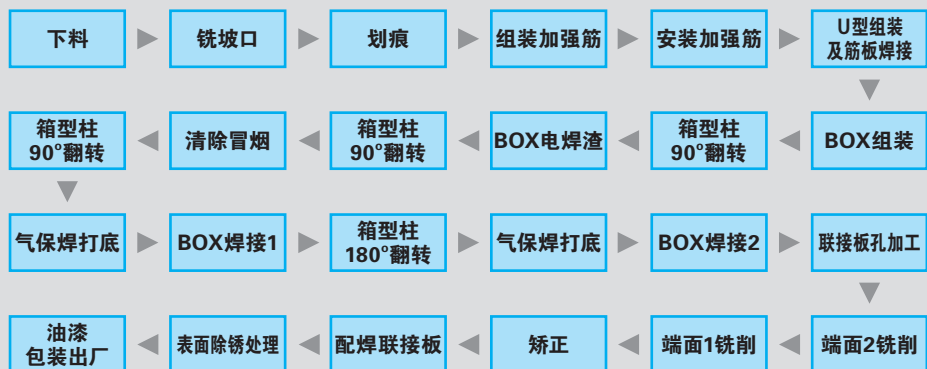 下料
铣坡口
划痕
组装加强筋
安装加强筋
U型组装
及筋板焊接
BOX组装
箱型柱
90°翻转
BOX电焊渣
箱型柱
90°翻转
清除冒烟
箱型柱
90°翻转
气保焊打底
BOX焊接1
箱型柱
180°翻转
气保焊打底
BOX焊接2
联接板孔加工
端面2铣削
端面1铣削
矫正
配焊联接板
表面除锈处理
油漆
包装出厂